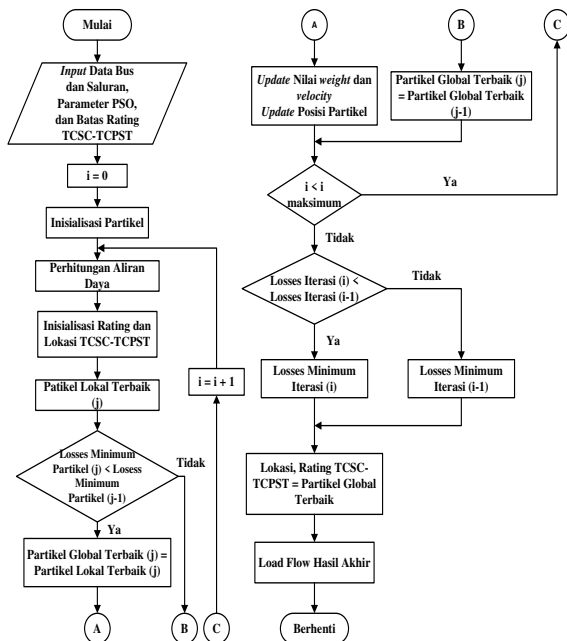 Mulai
Input Data Bus
dan Saluran,
Parameter PSO,
dan Batas Rating
TCSC-TCPST
i = 0
Inisialisasi Partikel
Perhitungan Aliran
Daya
Inisialisasi Rating dan
Lokasi TCSC-TCPST
Patikel Lokal Terbaik
(j)
Losses Minimum
Partikel (j) < Losess
Minimum
Partikel (j-1)
Tidak
Ya
Partikel Global Terbaik (j) =
Partikel Lokal Terbaik (j)
A
B
C
i = i + 1
A
Update Nilai weight dan
velocity
Update Posisi Partikel
B
Partikel Global Terbaik (j)
= Partikel Global Terbaik
(j-1)
C
i < i
maksimum
Ya
Tidak
Losses Iterasi (i) <
Losses Iterasi (i-1)
Tidak
Ya
Losses Minimum
Iterasi (i)
Losses Minimum
Iterasi (i-1)
Lokasi, Rating TCSC-
TCPST = Partikel Global
Terbaik
Load Flow Hasil Akhir
Berhenti